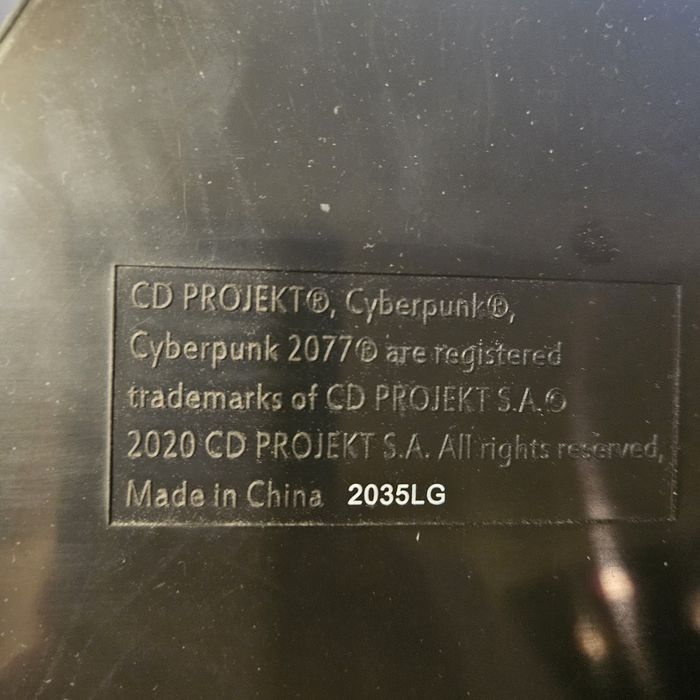 CD PROJEKT®, Cyberpunk®,
Cyberpunk 2077® are registered
trademarks of CD PROJEKT S.A.©
2020 CD PROJEKT S.A. All rights reserved,
Made in China 2035LG